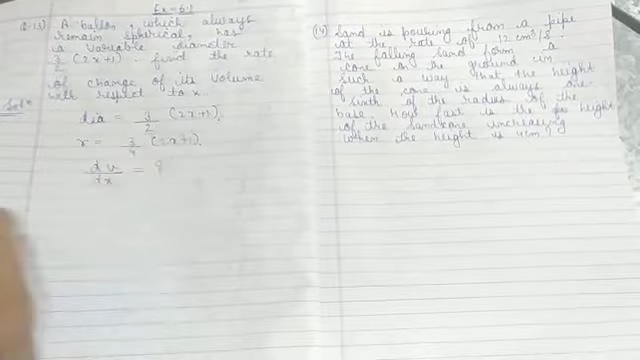 Ex = 6.1
Q.13) A ballon, which always
remain spherical, has
a variable diameter
3/2 (2x+1). find the rate
of change of its volume
with respect to x.
Soln
dia = 3/2 (2x+1).
r = 3/4 (2x+1).
dv/dx = ?
(14) Sand is pouring from a pipe
at the rate of 12 cm³/s.
The falling sand form a
cone on the ground in
such a way that the height
of the cone is always one-
sixth of the radius of the
base. How fast is the height
of the sand cone increasing
when the height is 4cm?